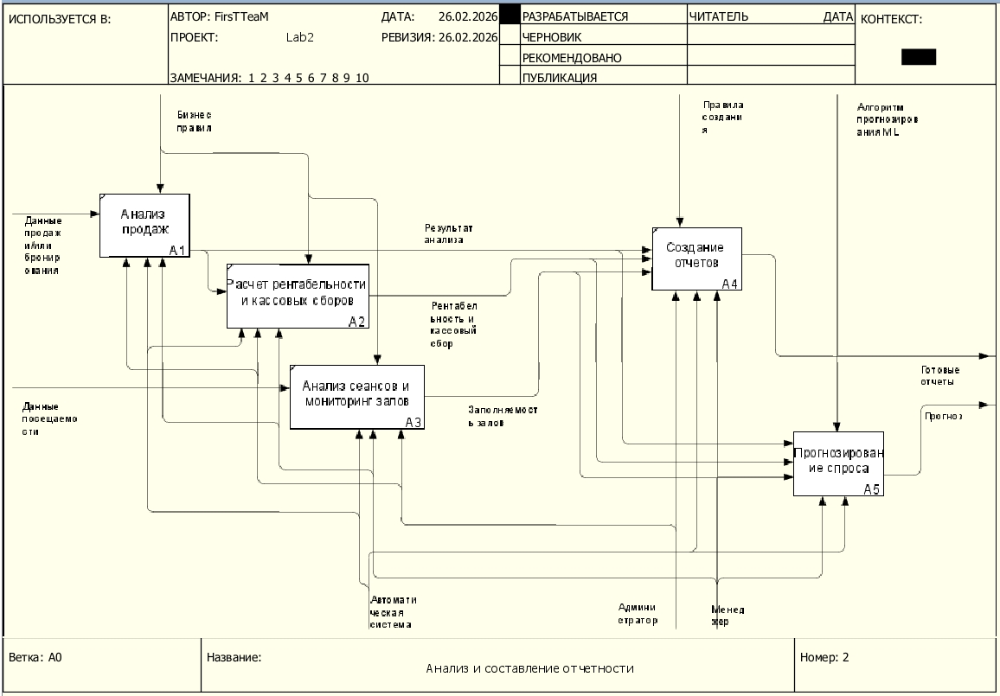 ИСПОЛЬЗУЕТСЯ В:
АВТОР: FirsTTeaM
ДАТА: 26.02.2026
РАЗРАБАТЫВАЕТСЯ
ЧИТАТЕЛЬ
ДАТА
КОНТЕКСТ:
ПРОЕКТ: Lab2
РЕВИЗИЯ: 26.02.2026
ЧЕРНОВИК
РЕКОМЕНДОВАНО
ЗАМЕЧАНИЯ: 1 2 3 4 5 6 7 8 9 10
ПУБЛИКАЦИЯ
Бизнес
правил
Правила
создани
я
Алгоритм
прогнозиров
ания ML
Анализ
продаж
A1
Данные
продаж
и/или
бронир
ования
Результат
анализа
Создание
отчетов
A4
Расчет рентабельности
и кассовых сборов
A2
Рентабел
ьность и
кассовый
сбор
Анализ сеансов и
мониторинг залов
A3
Данные
посещаемо
сти
Заполняемост
ь залов
Готовые
отчеты
Прогноз
Прогнозирован
ие спроса
A5
Автомати
ческая
система
Админи
стратор
Менед
жер
Ветка: A0
Название:
Анализ и составление отчетности
Номер: 2